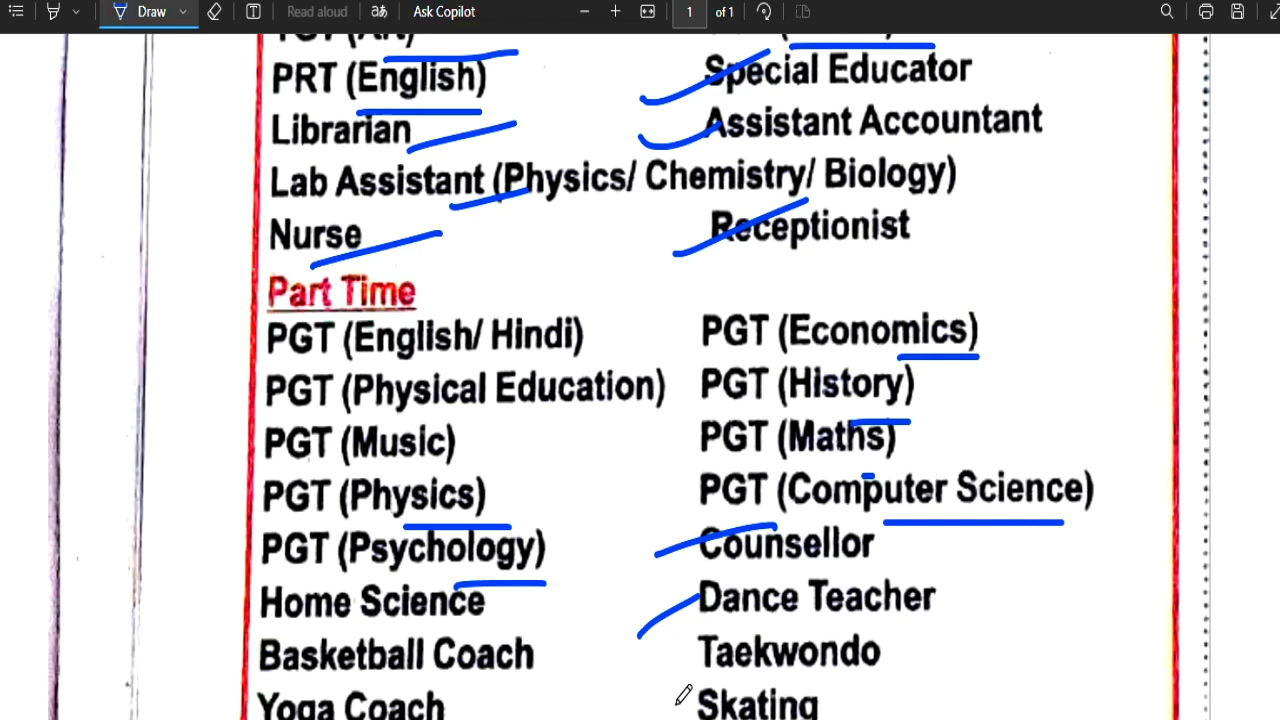 Draw Read aloud Ask Copilot 1 of 1
TGT (Art)
PRT (English) Special Educator
Librarian Assistant Accountant
Lab Assistant (Physics/ Chemistry/ Biology)
Nurse Receptionist
Part Time
PGT (English/ Hindi) PGT (Economics)
PGT (Physical Education) PGT (History)
PGT (Music) PGT (Maths)
PGT (Physics) PGT (Computer Science)
PGT (Psychology) Counsellor
Home Science Dance Teacher
Basketball Coach Taekwondo
Yoga Coach Skating